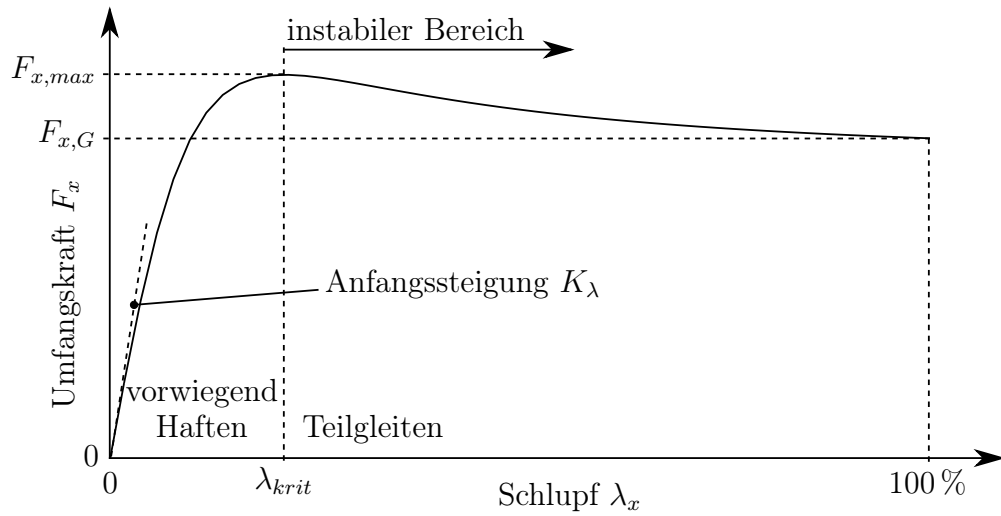 instabiler Bereich
F_{x,max}
F_{x,G}
Umfangskraft F_x
Anfangssteigung K_λ
vorwiegend
Haften
Teilgleiten
0
0
λ_{krit}
Schlupf λ_x
100 %